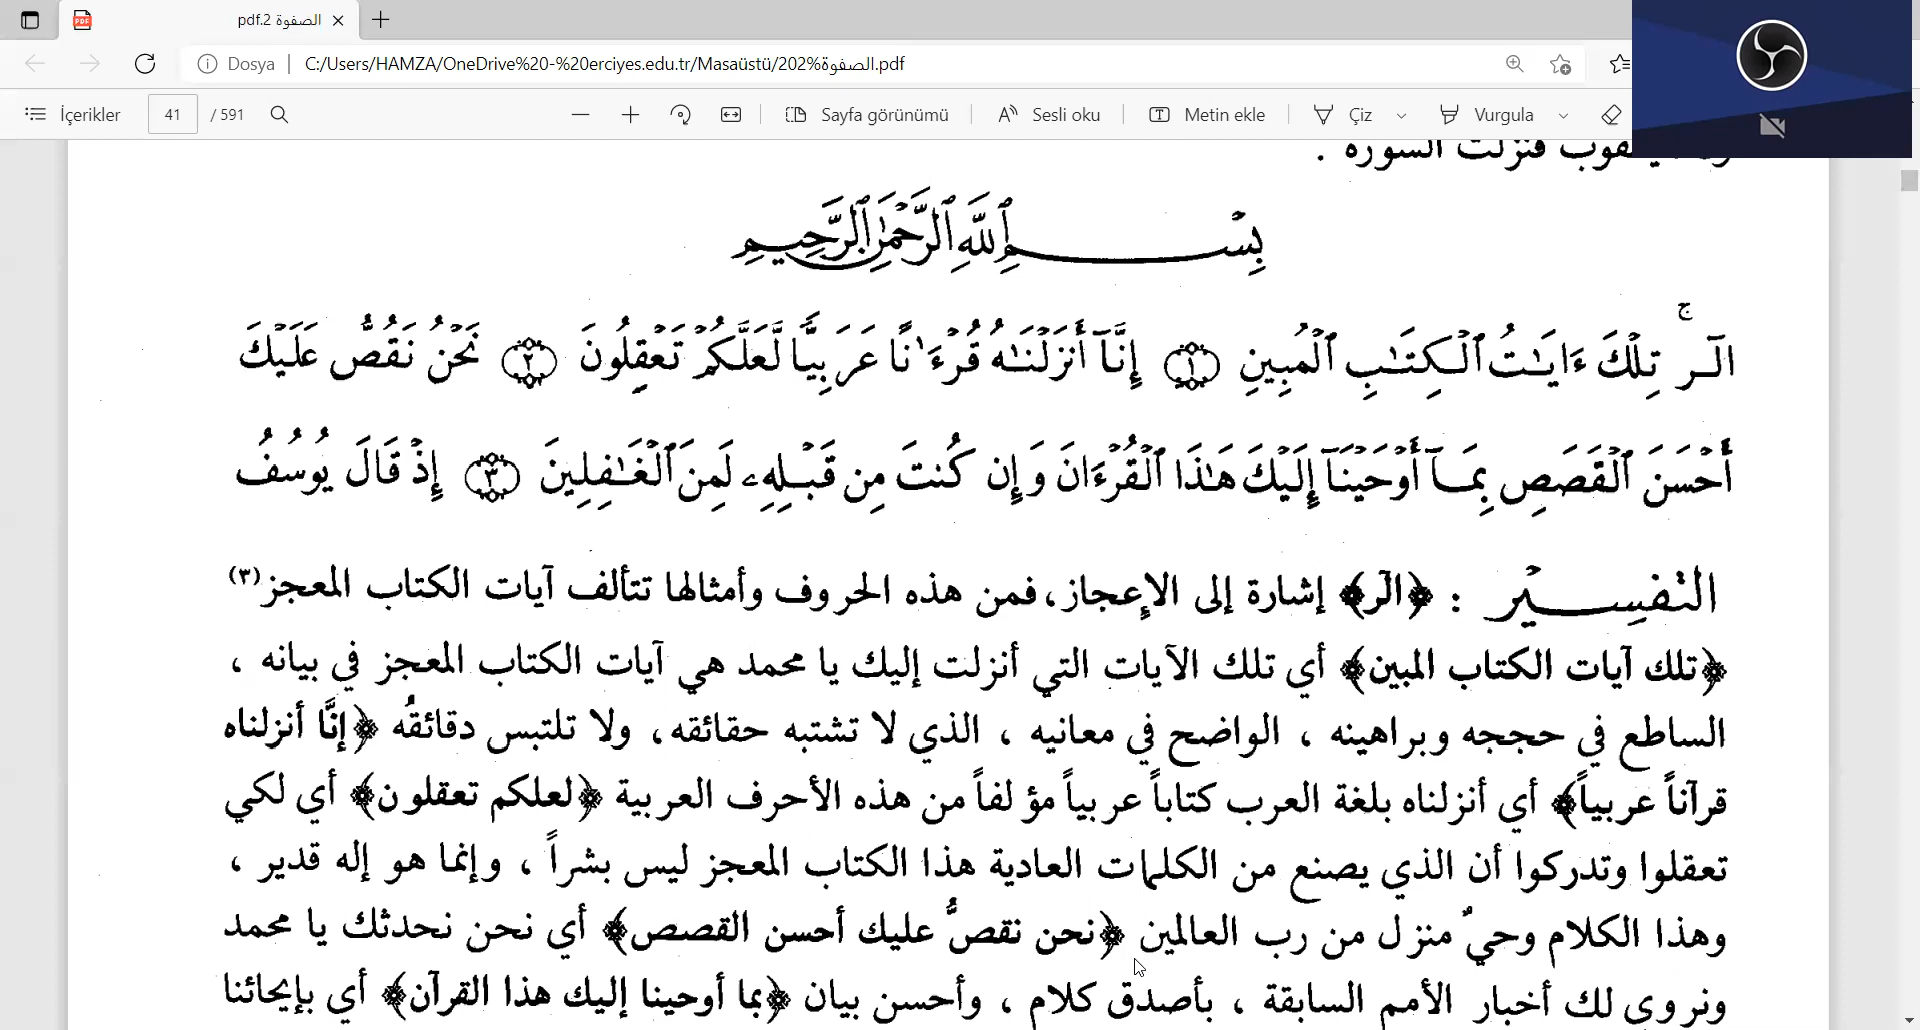 الصفوة 2.pdf
Dosya | C:/Users/HAMZA/OneDrive%20-%20erciyes.edu.tr/Masaüstü/202%الصفوة.pdf
İçerikler 41 / 591 Sayfa görünümü Sesli oku Metin ekle Çiz Vurgula
فنزلت السورة .
بِسْمِ ٱللَّهِ ٱلرَّحْمَٰنِ ٱلرَّحِيمِ
الٓر ۚ تِلْكَ ءَايَـٰتُ ٱلْكِتَـٰبِ ٱلْمُبِينِ ﴿١﴾ إِنَّآ أَنزَلْنَـٰهُ قُرْءَٰنًا عَرَبِيًّا لَّعَلَّكُمْ تَعْقِلُونَ ﴿٢﴾ نَحْنُ نَقُصُّ عَلَيْكَ
أَحْسَنَ ٱلْقَصَصِ بِمَآ أَوْحَيْنَآ إِلَيْكَ هَـٰذَا ٱلْقُرْءَانَ وَإِن كُنتَ مِن قَبْلِهِۦ لَمِنَ ٱلْغَـٰفِلِينَ ﴿٣﴾ إِذْ قَالَ يُوسُفُ
التفسير : ﴿الٓر﴾ إشارة إلى الإعجاز، فمن هذه الحروف وأمثالها تتألف آيات الكتاب المعجز(٣)
﴿تلك آيات الكتاب المبين﴾ أي تلك الآيات التي أنزلت إليك يا محمد هي آيات الكتاب المعجز في بيانه ،
الساطع في حججه وبراهينه ، الواضح في معانيه ، الذي لا تشتبه حقائقه، ولا تلتبس دقائقُه ﴿إنَّا أنزلناه
قرآناً عربياً﴾ أي أنزلناه بلغة العرب كتاباً عربياً مؤلفاً من هذه الأحرف العربية ﴿لعلكم تعقلون﴾ أي لكي
تعقلوا وتدركوا أن الذي يصنع من الكلمات العادية هذا الكتاب المعجز ليس بشراً ، وإنما هو إله قدير ،
وهذا الكلام وحيٌ منزل من رب العالمين ﴿نحن نقصُّ عليك أحسن القصص﴾ أي نحن نحدثك يا محمد
ونروي لك أخبار الأمم السابقة ، بأصدق كلام ، وأحسن بيان ﴿بما أوحينا إليك هذا القرآن﴾ أي بإيحائنا